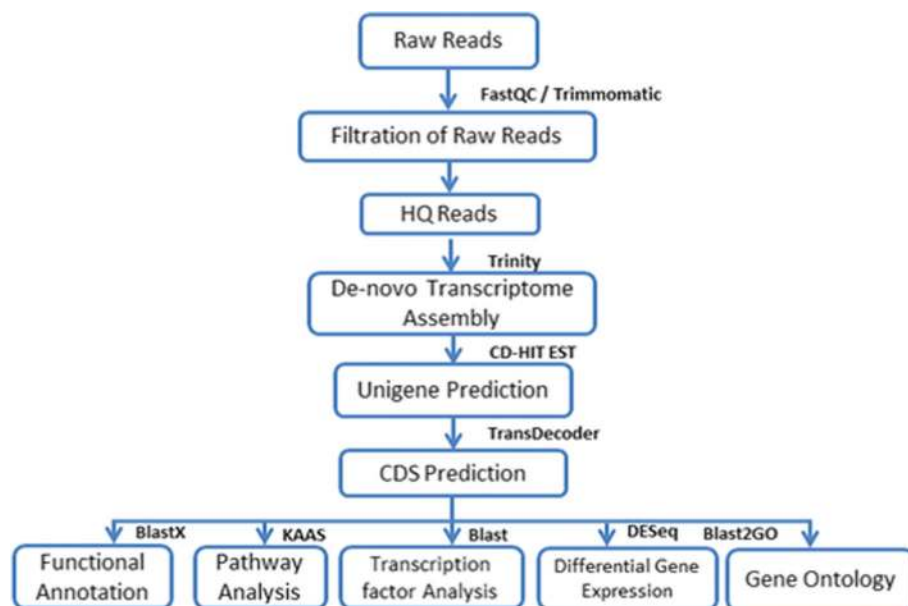 Raw Reads
FastQC / Trimmomatic
Filtration of Raw Reads
HQ Reads
Trinity
De-novo Transcriptome
Assembly
CD-HIT EST
Unigene Prediction
TransDecoder
CDS Prediction
BlastX
KAAS
Blast
DESeq
Blast2GO
Functional
Annotation
Pathway
Analysis
Transcription
factor Analysis
Differential Gene
Expression
Gene Ontology